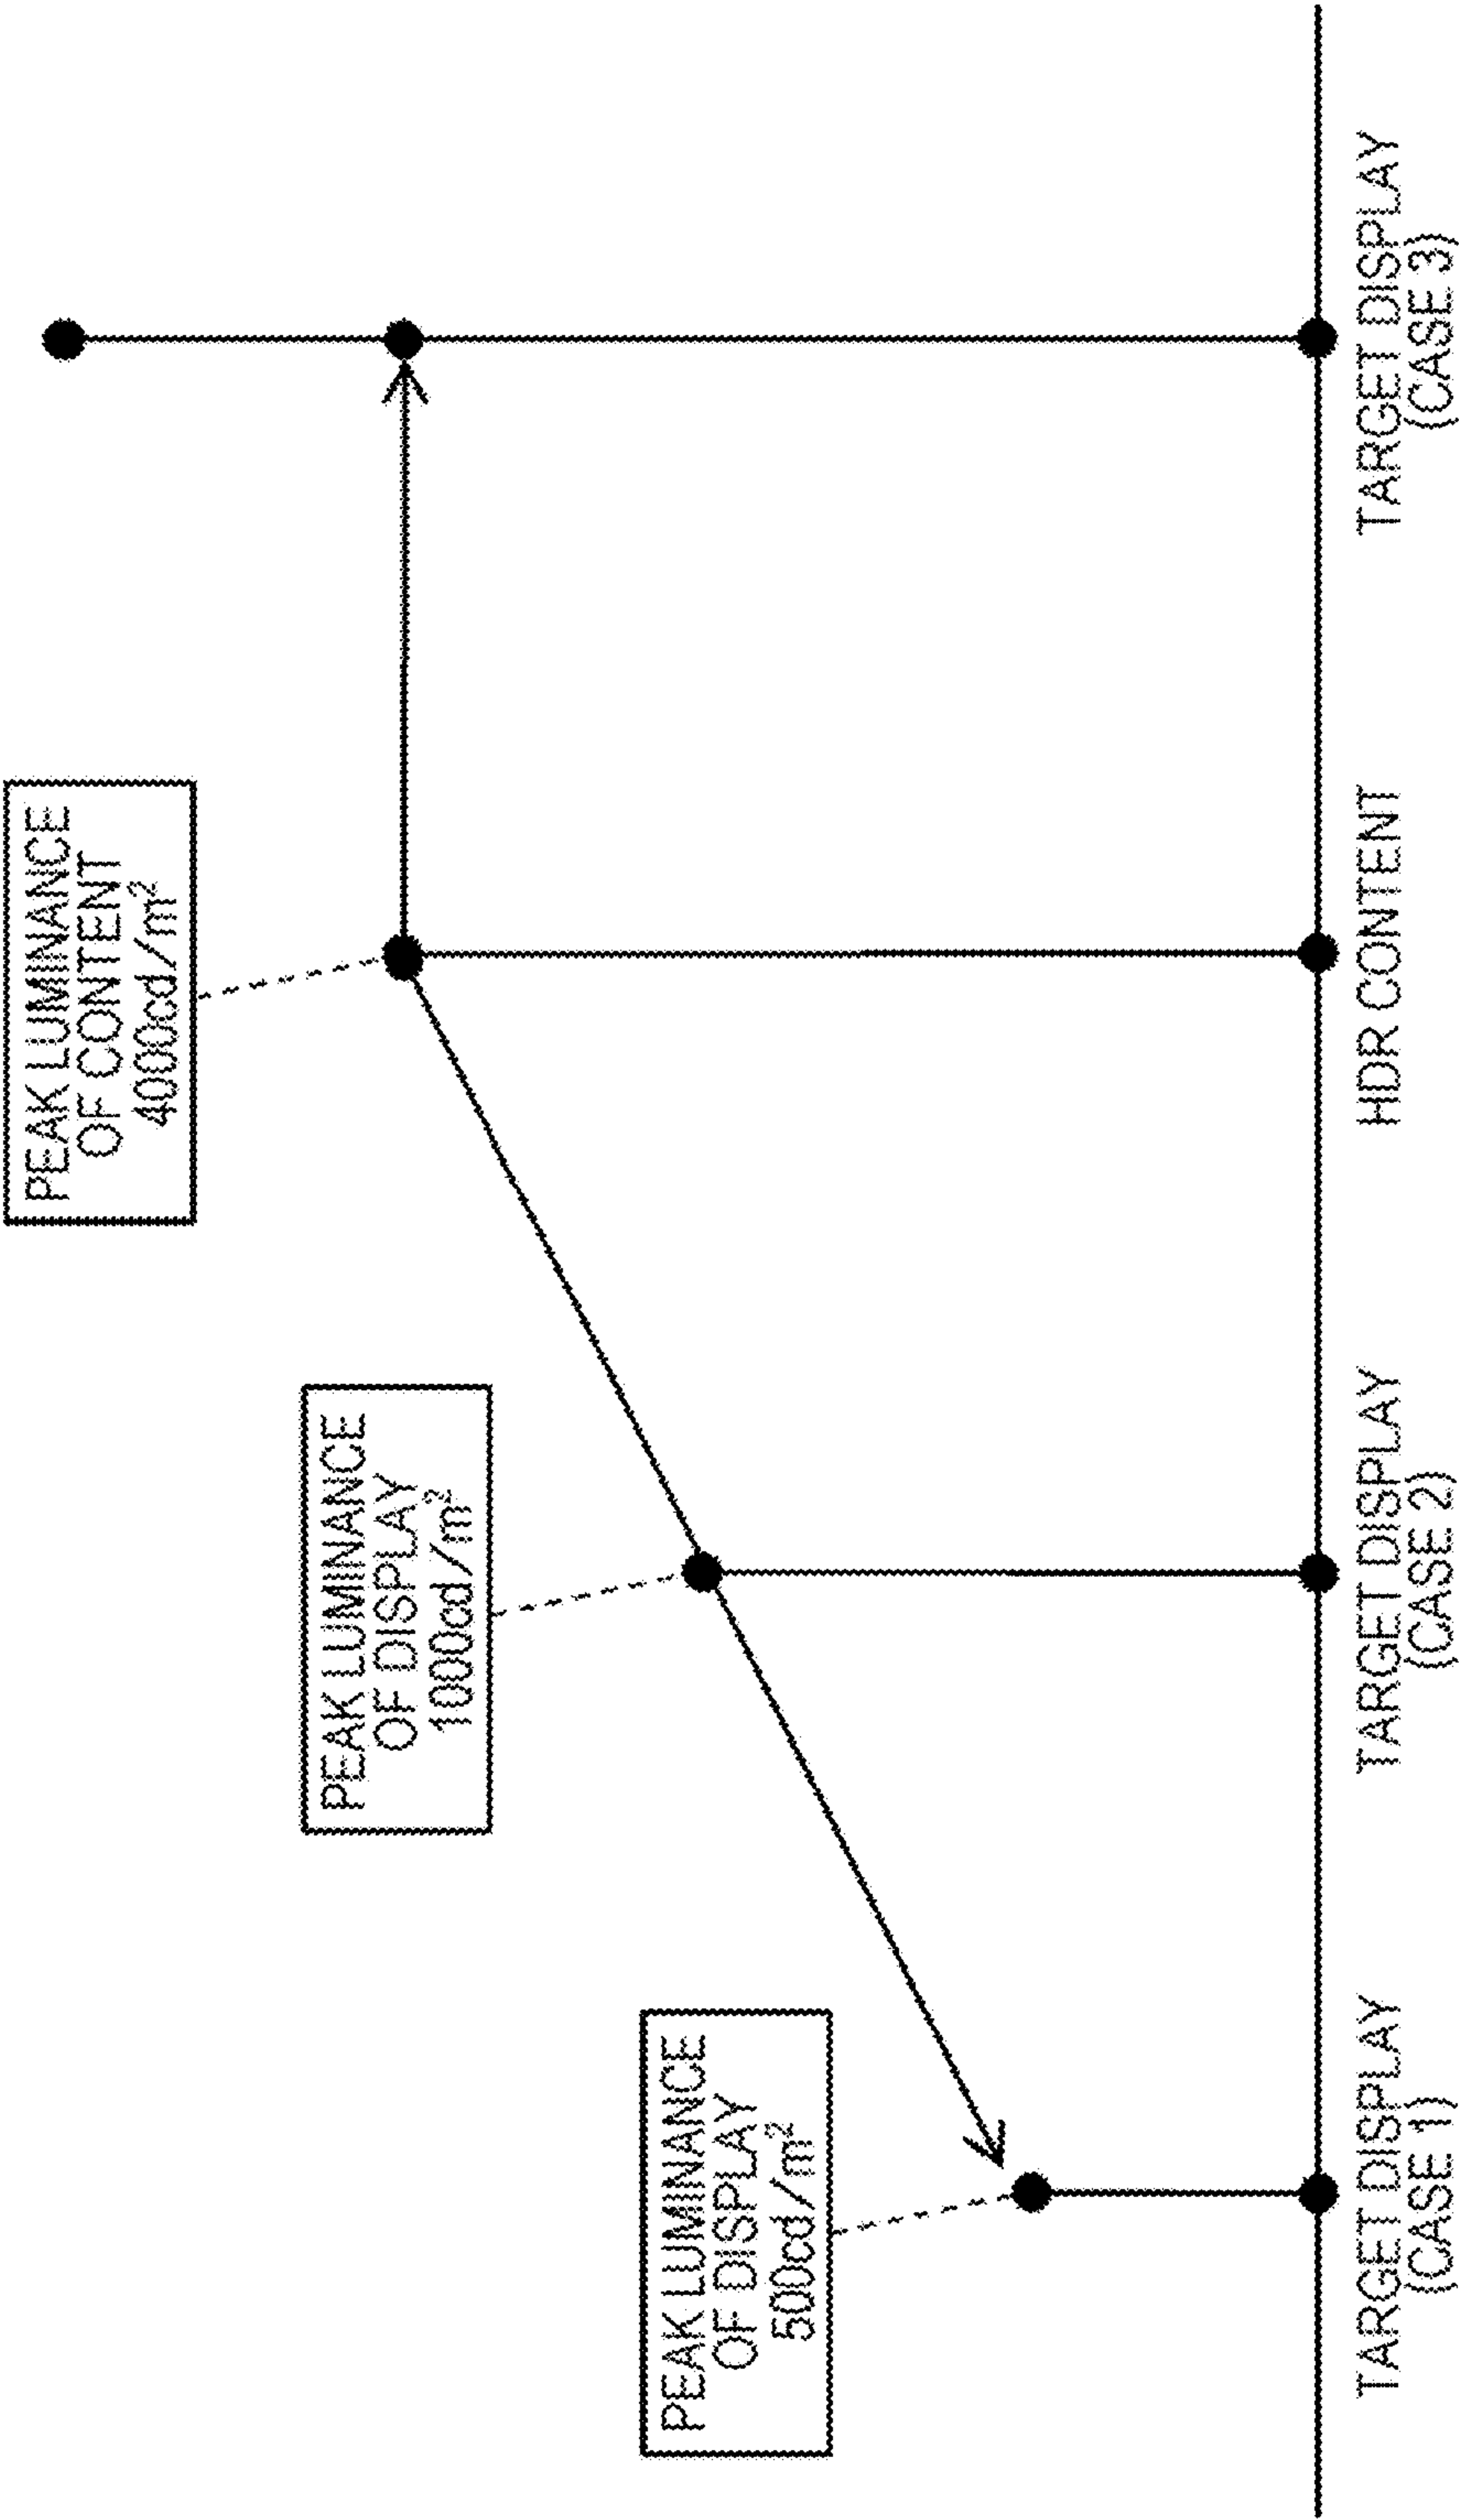 PEAK LUMINANCE
OF DISPLAY
500cd/m²
PEAK LUMINANCE
OF DISPLAY
1000cd/m²
PEAK LUMINANCE
OF CONTENT
4000cd/m²
TARGET DISPLAY
(CASE 1)
TARGET DISPLAY
(CASE 2)
HDR CONTENT
TARGET DISPLAY
(CASE 3)